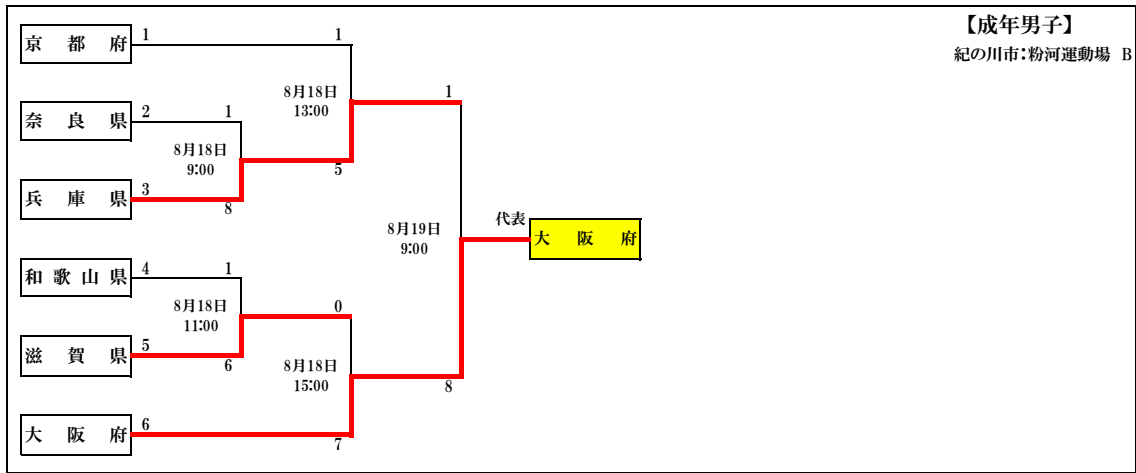 【成年男子】
紀の川市：粉河運動場 B
京都府 1 1
8月18日
13:00
1
奈良県 2 1
8月18日
9:00
5
兵庫県 3 8
8月19日
9:00
代表 大阪府
和歌山県 4 1
8月18日
11:00
0
滋賀県 5 6
8月18日
15:00
8
大阪府 6 7